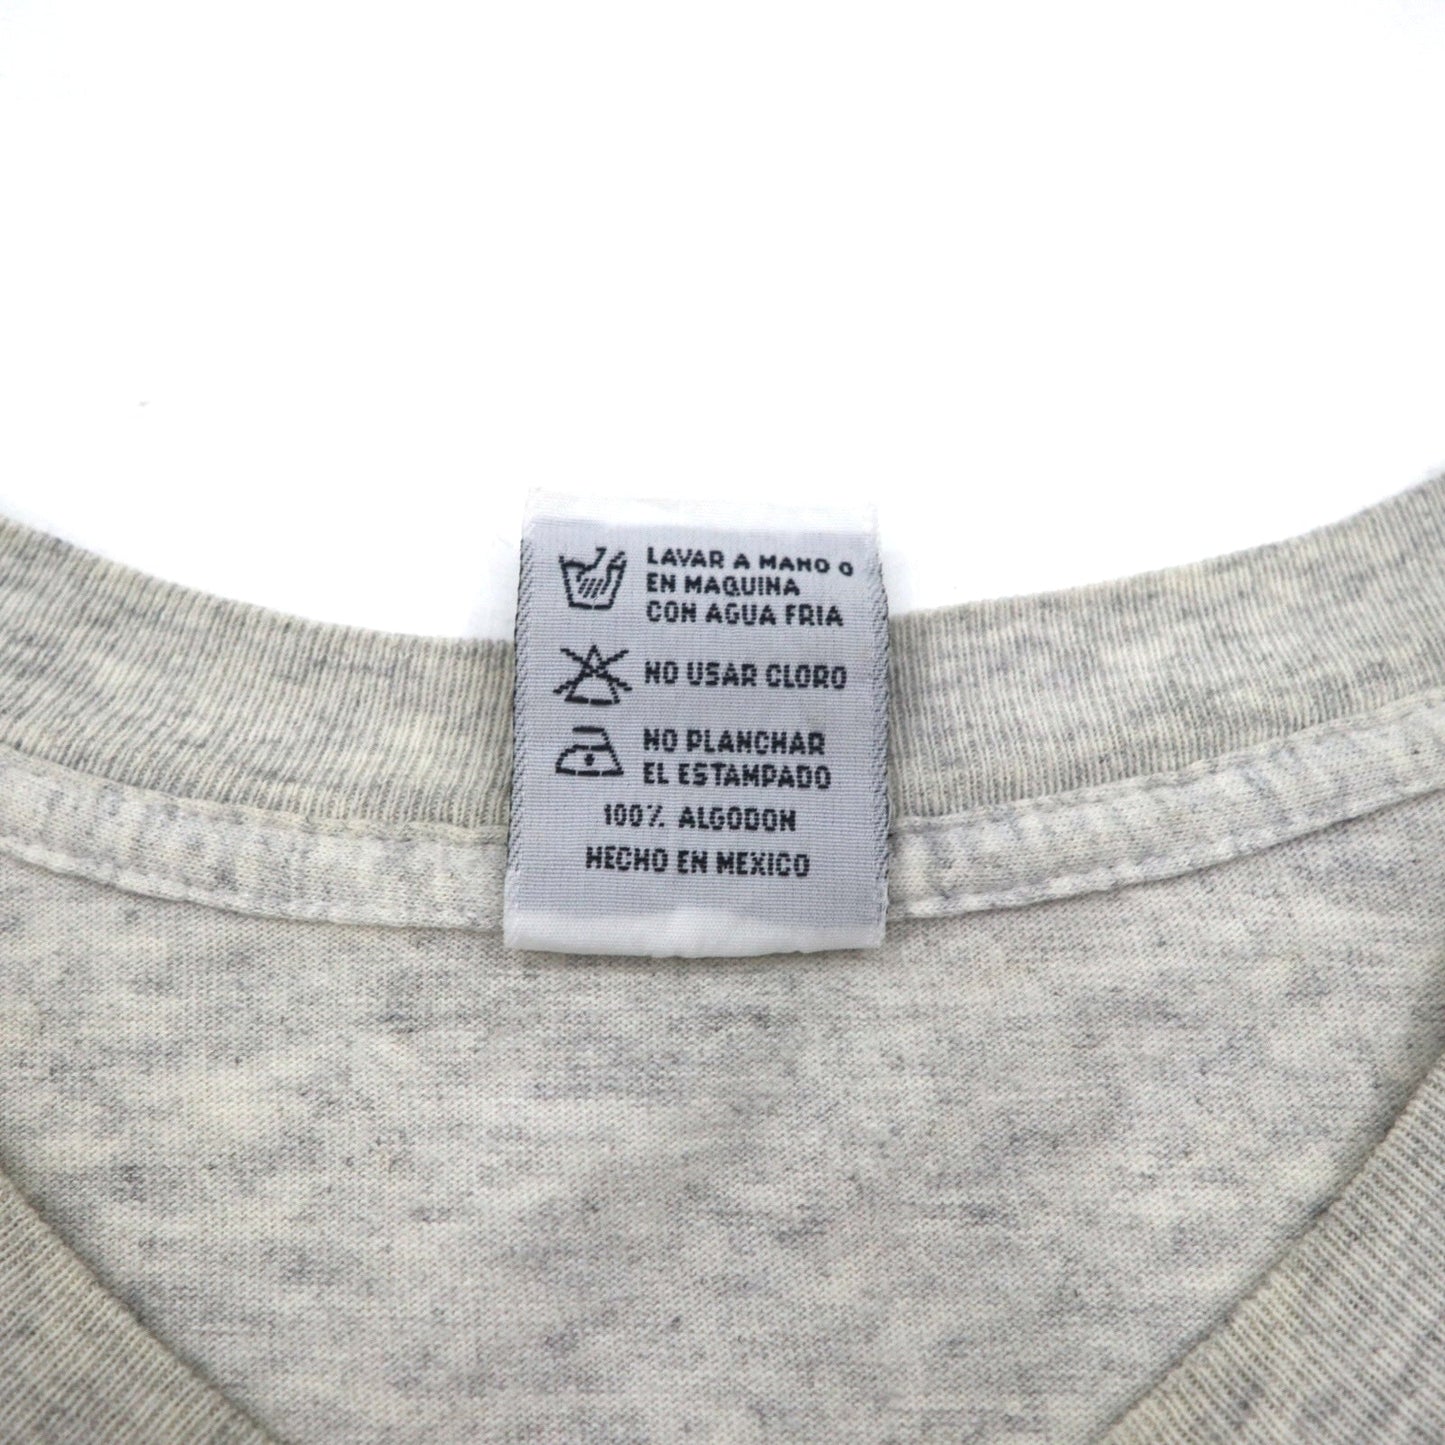 LAVAR A MANO O
EN MAQUINA
CON AGUA FRIA
NO USAR CLORO
NO PLANCHAR
EL ESTAMPADO
100% ALGODON
HECHO EN MEXICO